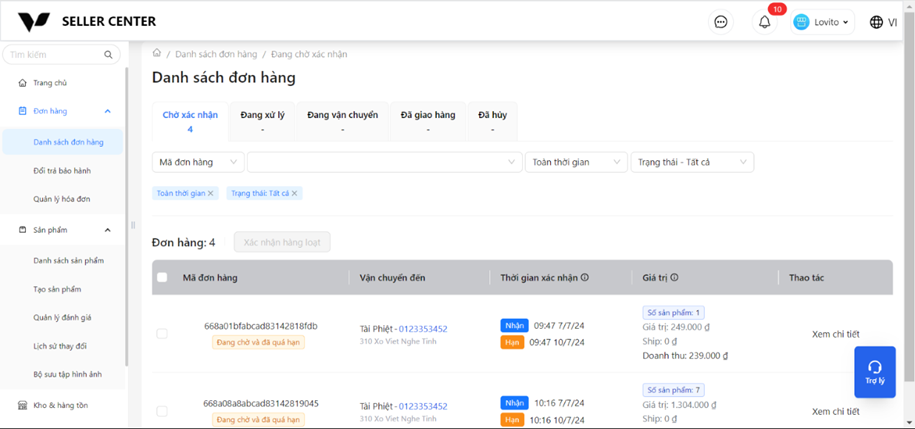 SELLER CENTER
10
Lovito
VI
Tìm kiếm
Trang chủ
Đơn hàng
Danh sách đơn hàng
Đổi trả bảo hành
Quản lý hóa đơn
Sản phẩm
Danh sách sản phẩm
Tạo sản phẩm
Quản lý đánh giá
Lịch sử thay đổi
Bộ sưu tập hình ảnh
Kho & hàng tồn
/ Danh sách đơn hàng / Đang chờ xác nhận
Danh sách đơn hàng
Chờ xác nhận Đang xử lý Đang vận chuyển Đã giao hàng Đã hủy
4 - - - -
Mã đơn hàng Toàn thời gian Trạng thái - Tất cả
Toàn thời gian Trạng thái: Tất cả
Đơn hàng: 4 Xác nhận hàng loạt
Mã đơn hàng Vận chuyển đến Thời gian xác nhận Giá trị Thao tác
668a01bfabcad83142818fdb
Đang chờ và đã quá hạn
Tài Phiệt - 0123353452
310 Xo Viet Nghe Tinh
Nhận 09:47 7/7/24
Hạn 09:47 10/7/24
Số sản phẩm: 1
Giá trị: 249.000 ₫
Ship: 0 ₫
Doanh thu: 239.000 ₫
Xem chi tiết
Trợ lý
668a08a8abcad83142819045
Đang chờ và đã quá hạn
Tài Phiệt - 0123353452
310 Xo Viet Nghe Tinh
Nhận 10:16 7/7/24
Hạn 10:16 10/7/24
Số sản phẩm: 7
Giá trị: 1.304.000 ₫
Ship: 0 ₫
Xem chi tiết